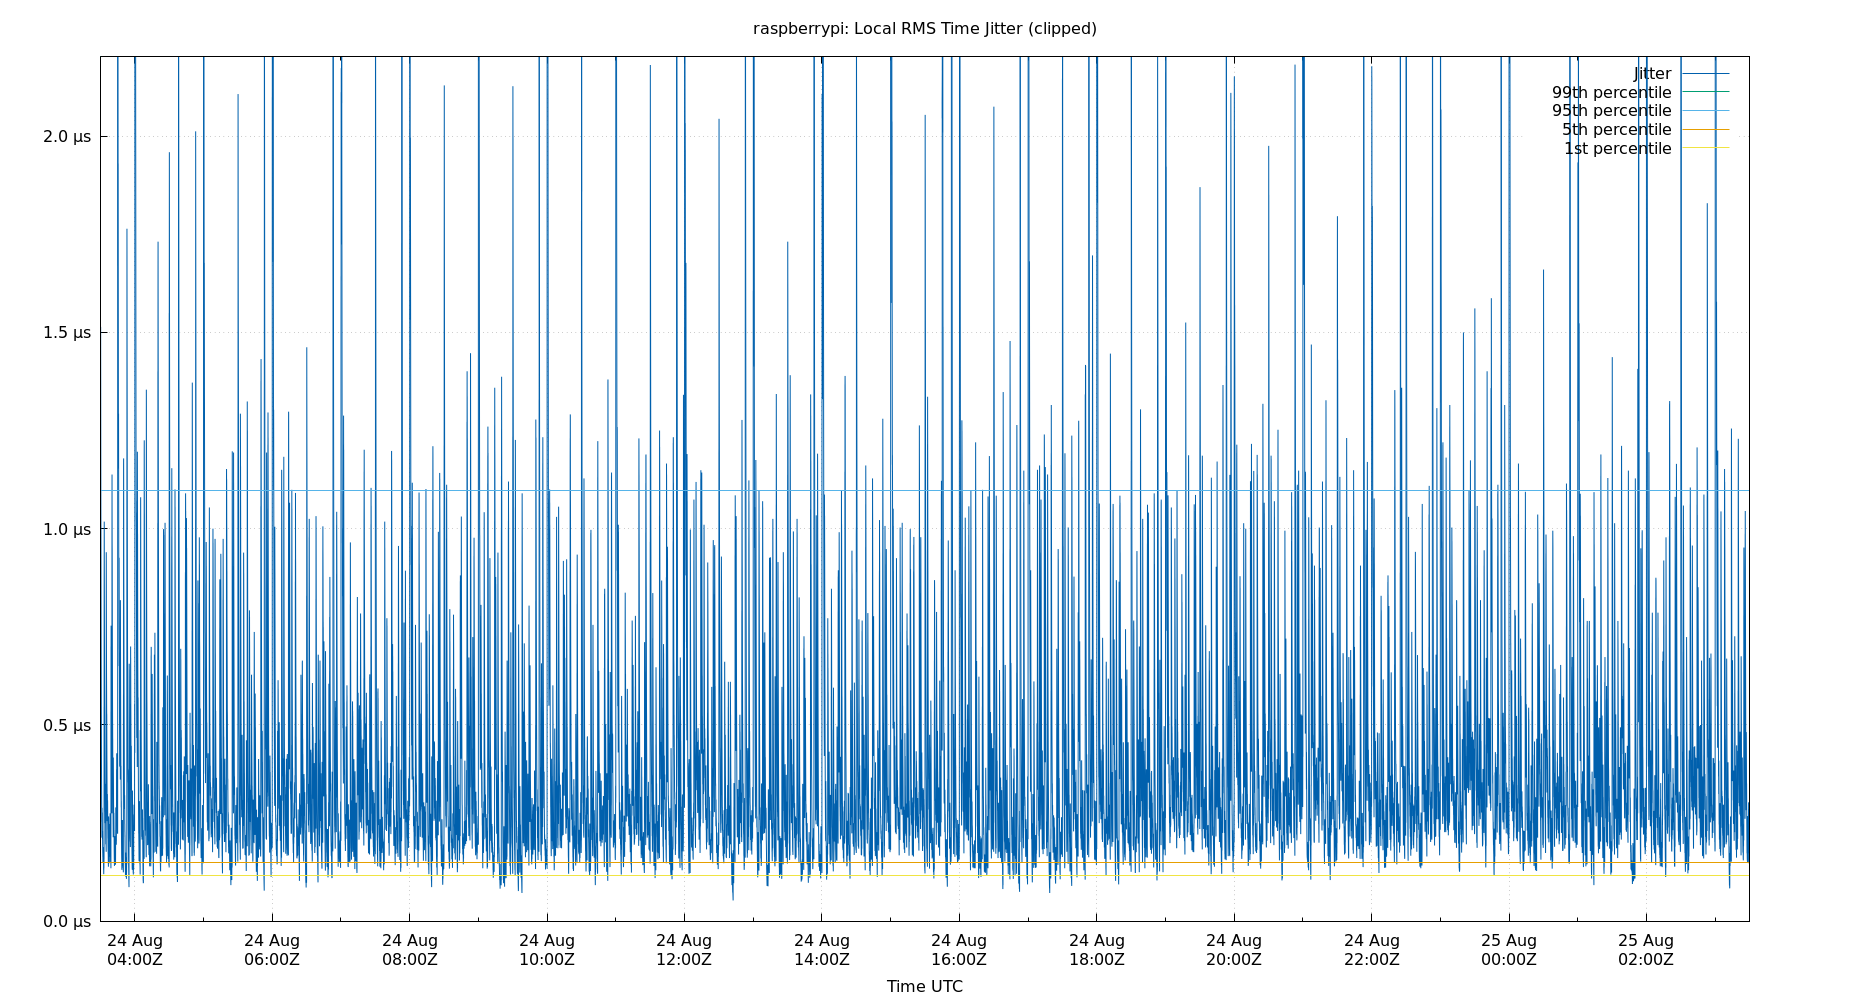 raspberrypi: Local RMS Time Jitter (clipped)
Jitter
99th percentile
95th percentile
5th percentile
1st percentile
2.0 μs
1.5 μs
1.0 μs
0.5 μs
0.0 μs
24 Aug 24 Aug 24 Aug 24 Aug 24 Aug 24 Aug 24 Aug 24 Aug 24 Aug 24 Aug 25 Aug 25 Aug
04:00Z 06:00Z 08:00Z 10:00Z 12:00Z 14:00Z 16:00Z 18:00Z 20:00Z 22:00Z 00:00Z 02:00Z
Time UTC